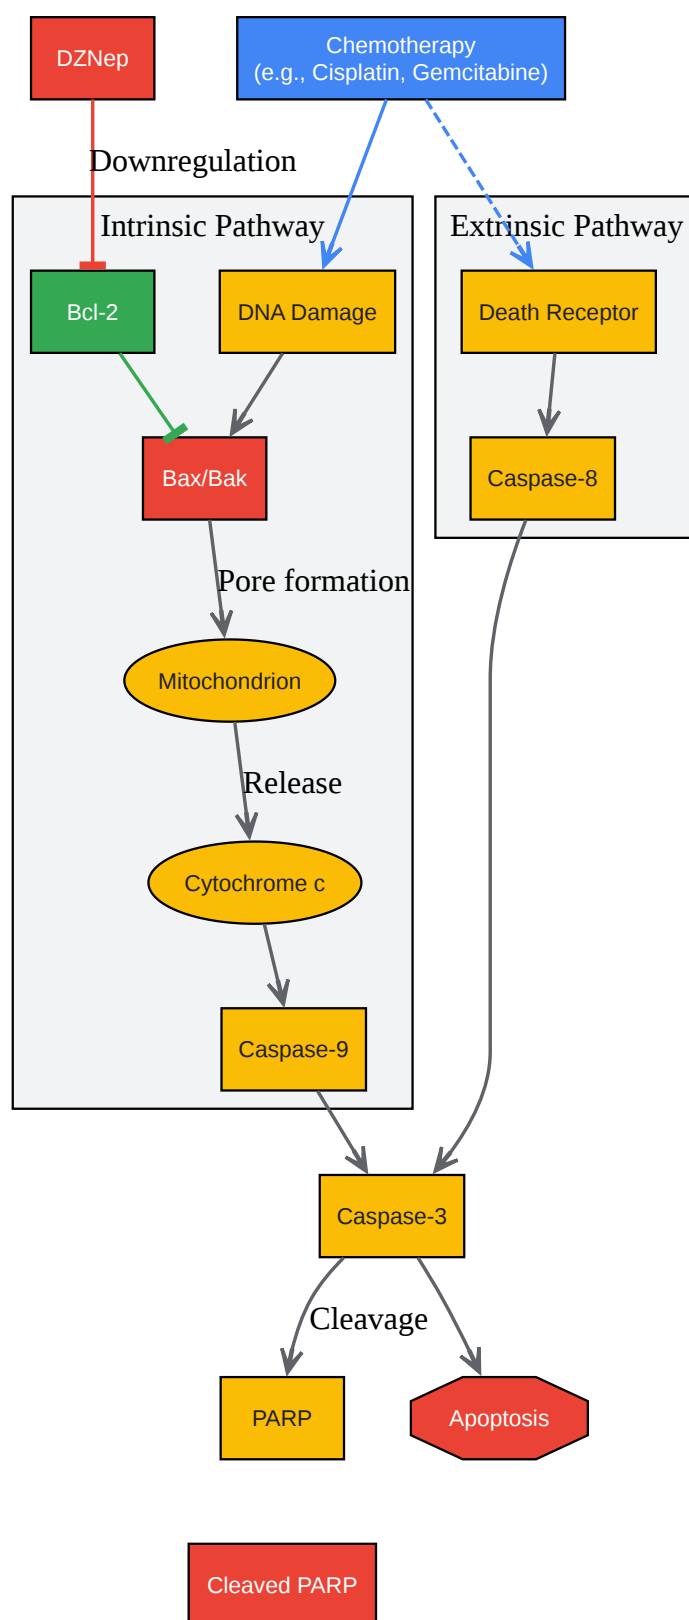 DZNep
Chemotherapy
(e.g., Cisplatin, Gemcitabine)
Downregulation
Intrinsic Pathway
Extrinsic Pathway
Bcl-2
DNA Damage
Death Receptor
Bax/Bak
Caspase-8
Pore formation
Mitochondrion
Release
Cytochrome c
Caspase-9
Caspase-3
Cleavage
PARP
Apoptosis
Cleaved PARP